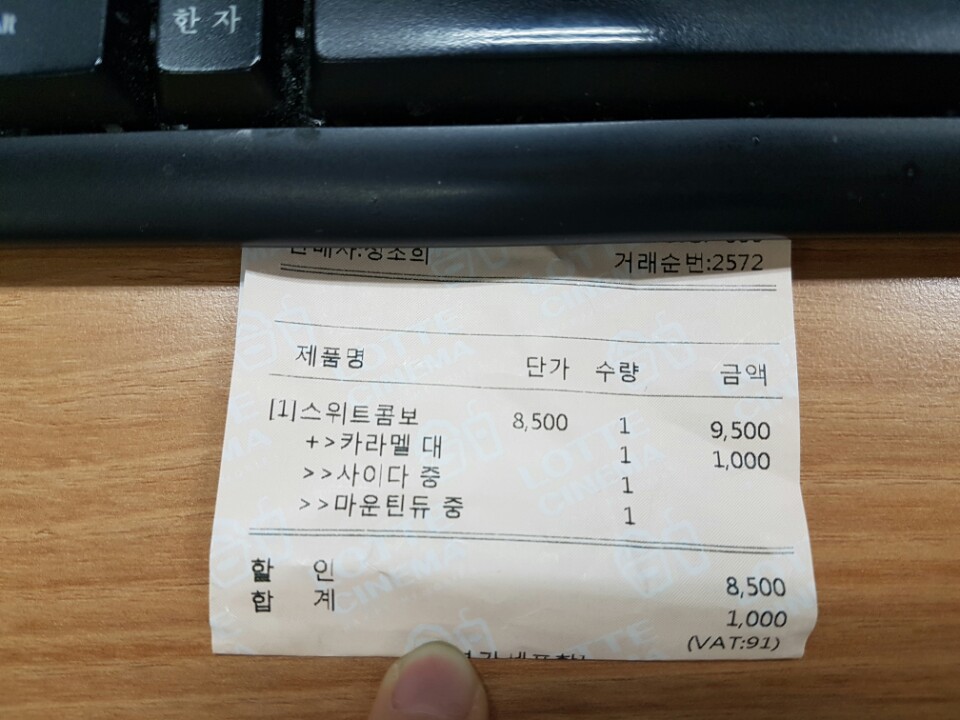 한자
거래순번:2572
제품명 단가 수량 금액
[1]스위트콤보 8,500 1 9,500
+>카라멜 대 1 1,000
>>사이다 중 1
>>마운틴듀 중 1
할 인 8,500
합 계 1,000
(VAT:91)
LOTTE
CINEMA